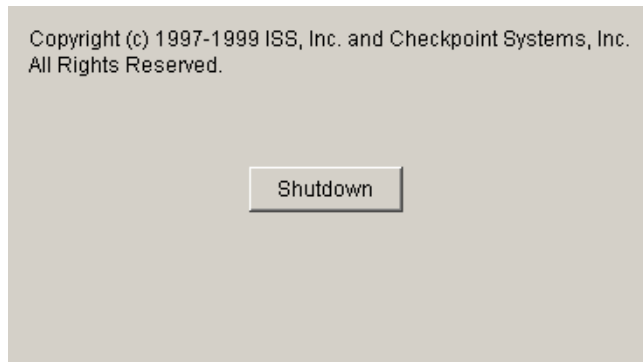 Copyright (c) 1997-1999 ISS, Inc. and Checkpoint Systems, Inc.
All Rights Reserved.
Shutdown